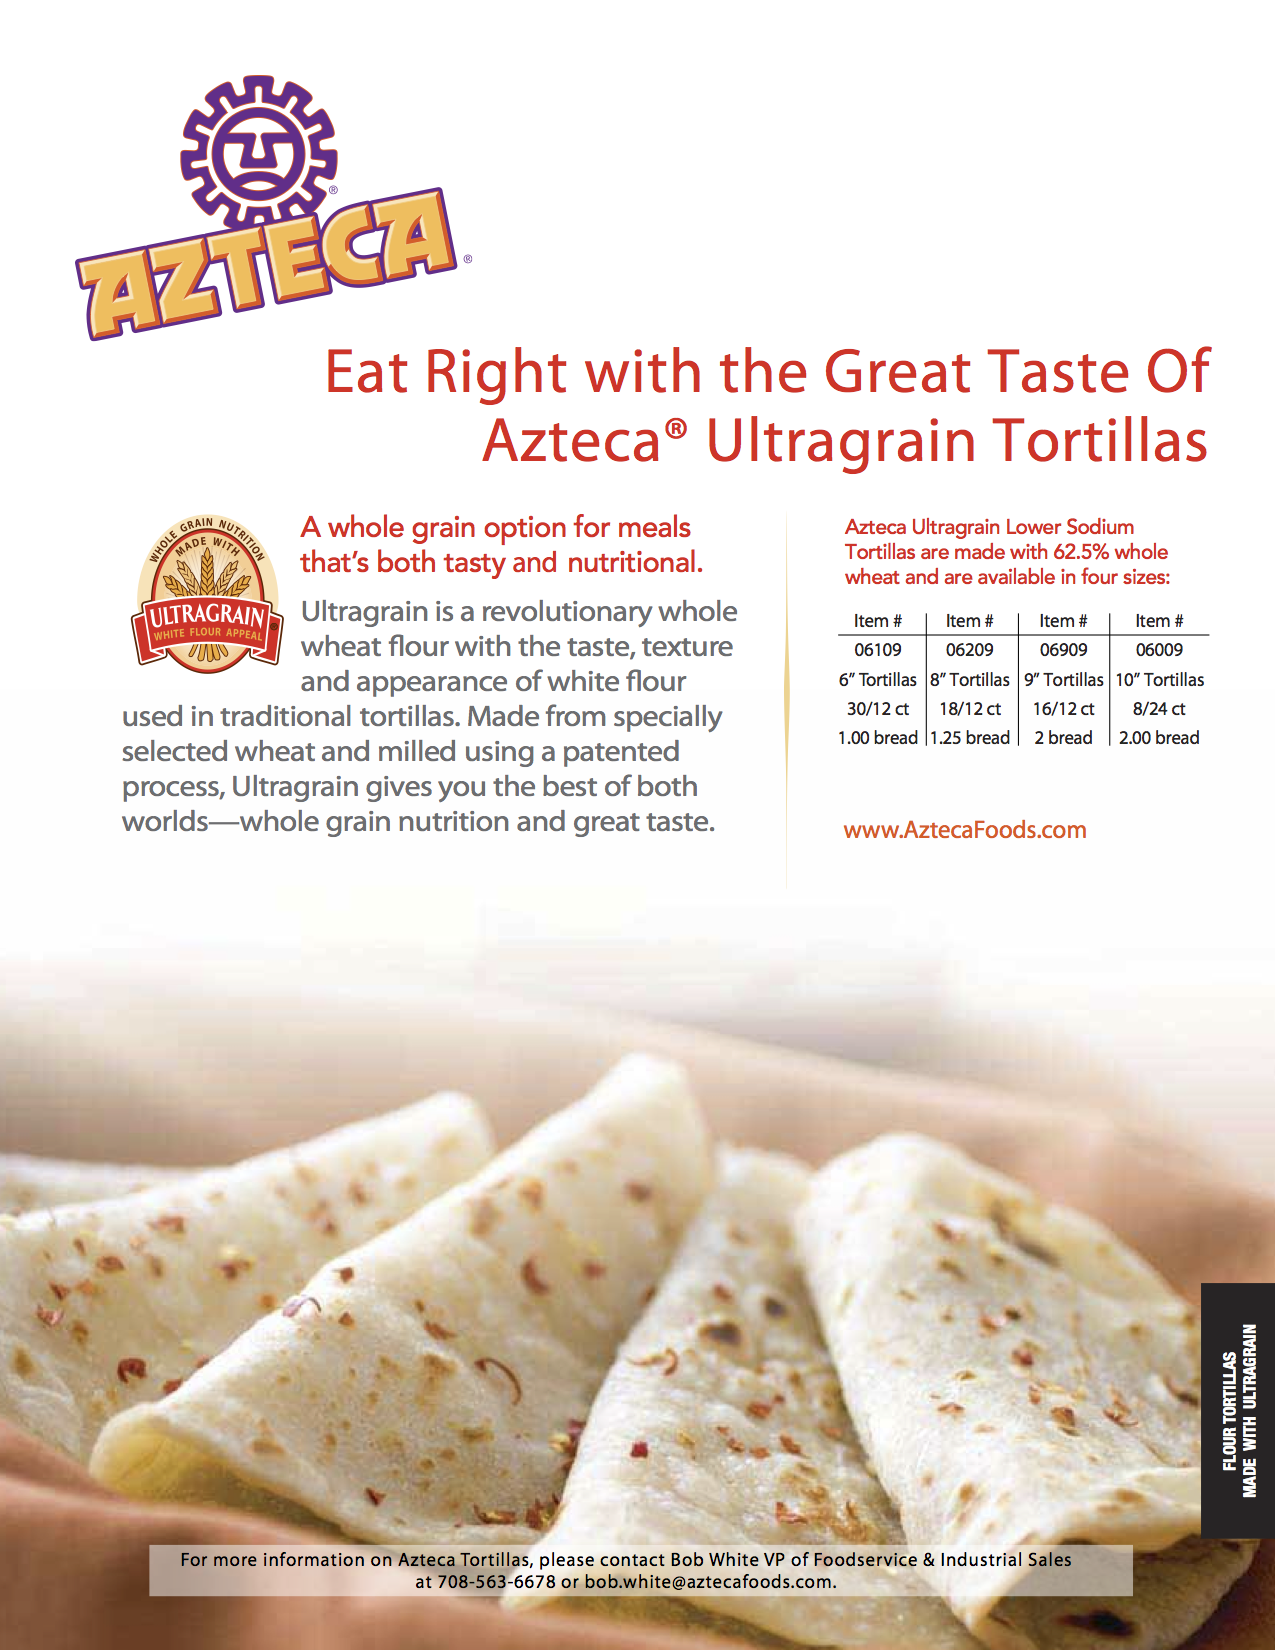 ®
AZTECA ®
Eat Right with the Great Taste Of
Azteca® Ultragrain Tortillas
WHOLE GRAIN NUTRITION
MADE WITH
ULTRAGRAIN ®
WHITE FLOUR APPEAL
A whole grain option for meals
that's both tasty and nutritional.
Ultragrain is a revolutionary whole
wheat flour with the taste, texture
and appearance of white flour
used in traditional tortillas. Made from specially
selected wheat and milled using a patented
process, Ultragrain gives you the best of both
worlds—whole grain nutrition and great taste.
Azteca Ultragrain Lower Sodium
Tortillas are made with 62.5% whole
wheat and are available in four sizes:
Item # Item # Item # Item #
06109 06209 06909 06009
6” Tortillas 8” Tortillas 9” Tortillas 10” Tortillas
30/12 ct 18/12 ct 16/12 ct 8/24 ct
1.00 bread 1.25 bread 2 bread 2.00 bread
www.AztecaFoods.com
FLOUR TORTILLAS
MADE WITH ULTRAGRAIN
For more information on Azteca Tortillas, please contact Bob White VP of Foodservice & Industrial Sales
at 708-563-6678 or bob.white@aztecafoods.com.